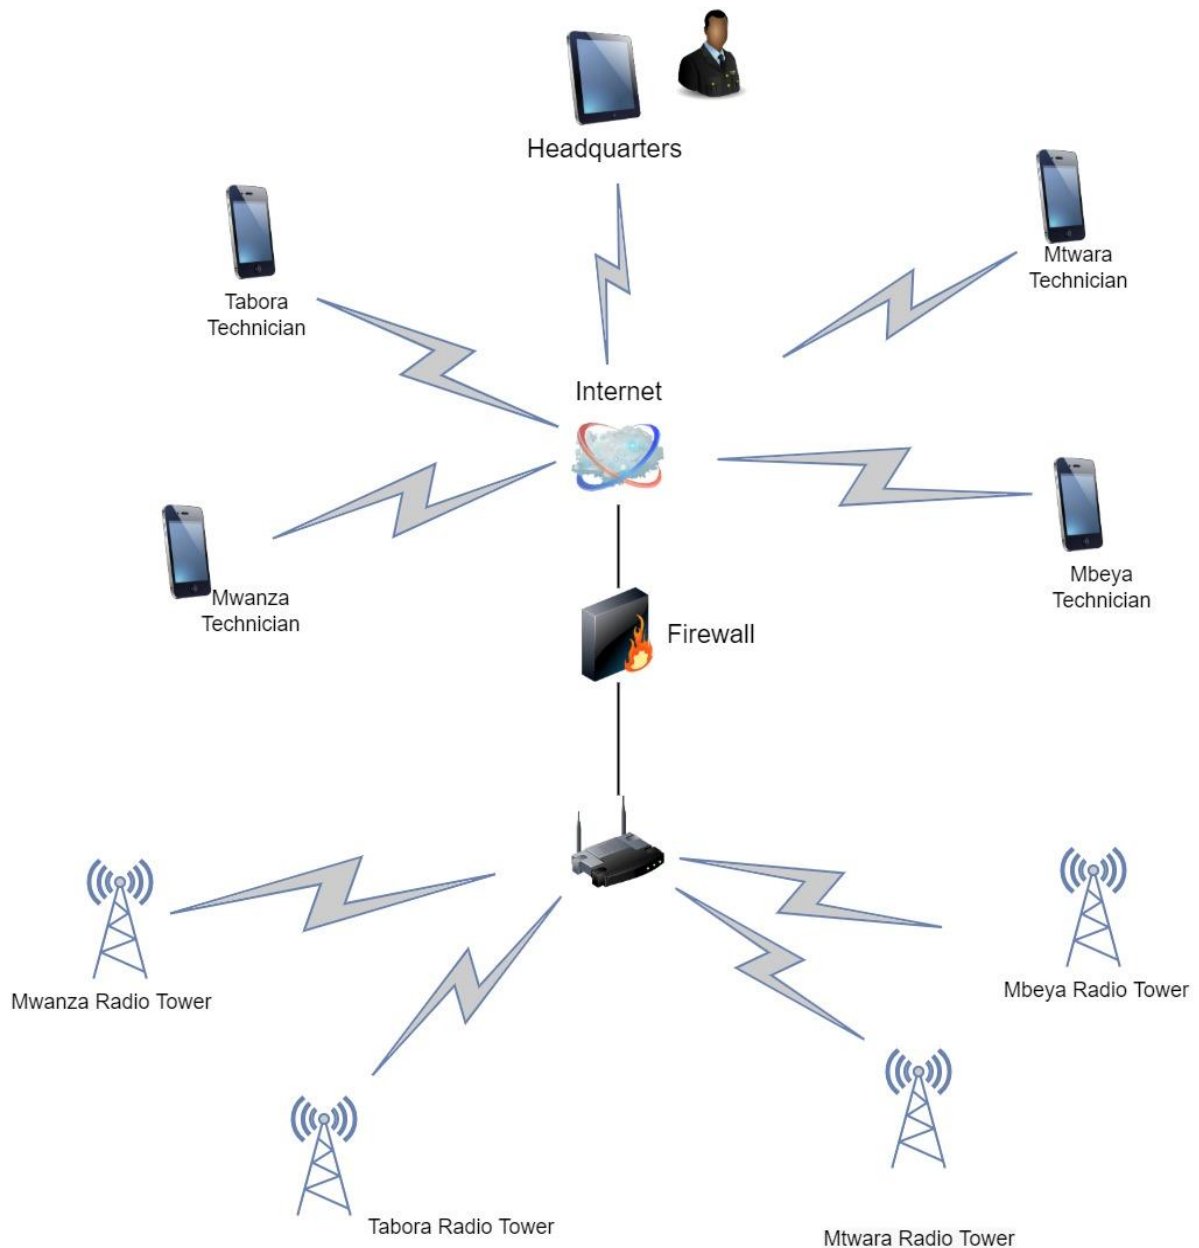 Headquarters
Mtwara
Technician
Tabora
Technician
Internet
Mbeya
Technician
Mwanza
Technician
Firewall
Mwanza Radio Tower
Mbeya Radio Tower
Tabora Radio Tower
Mtwara Radio Tower